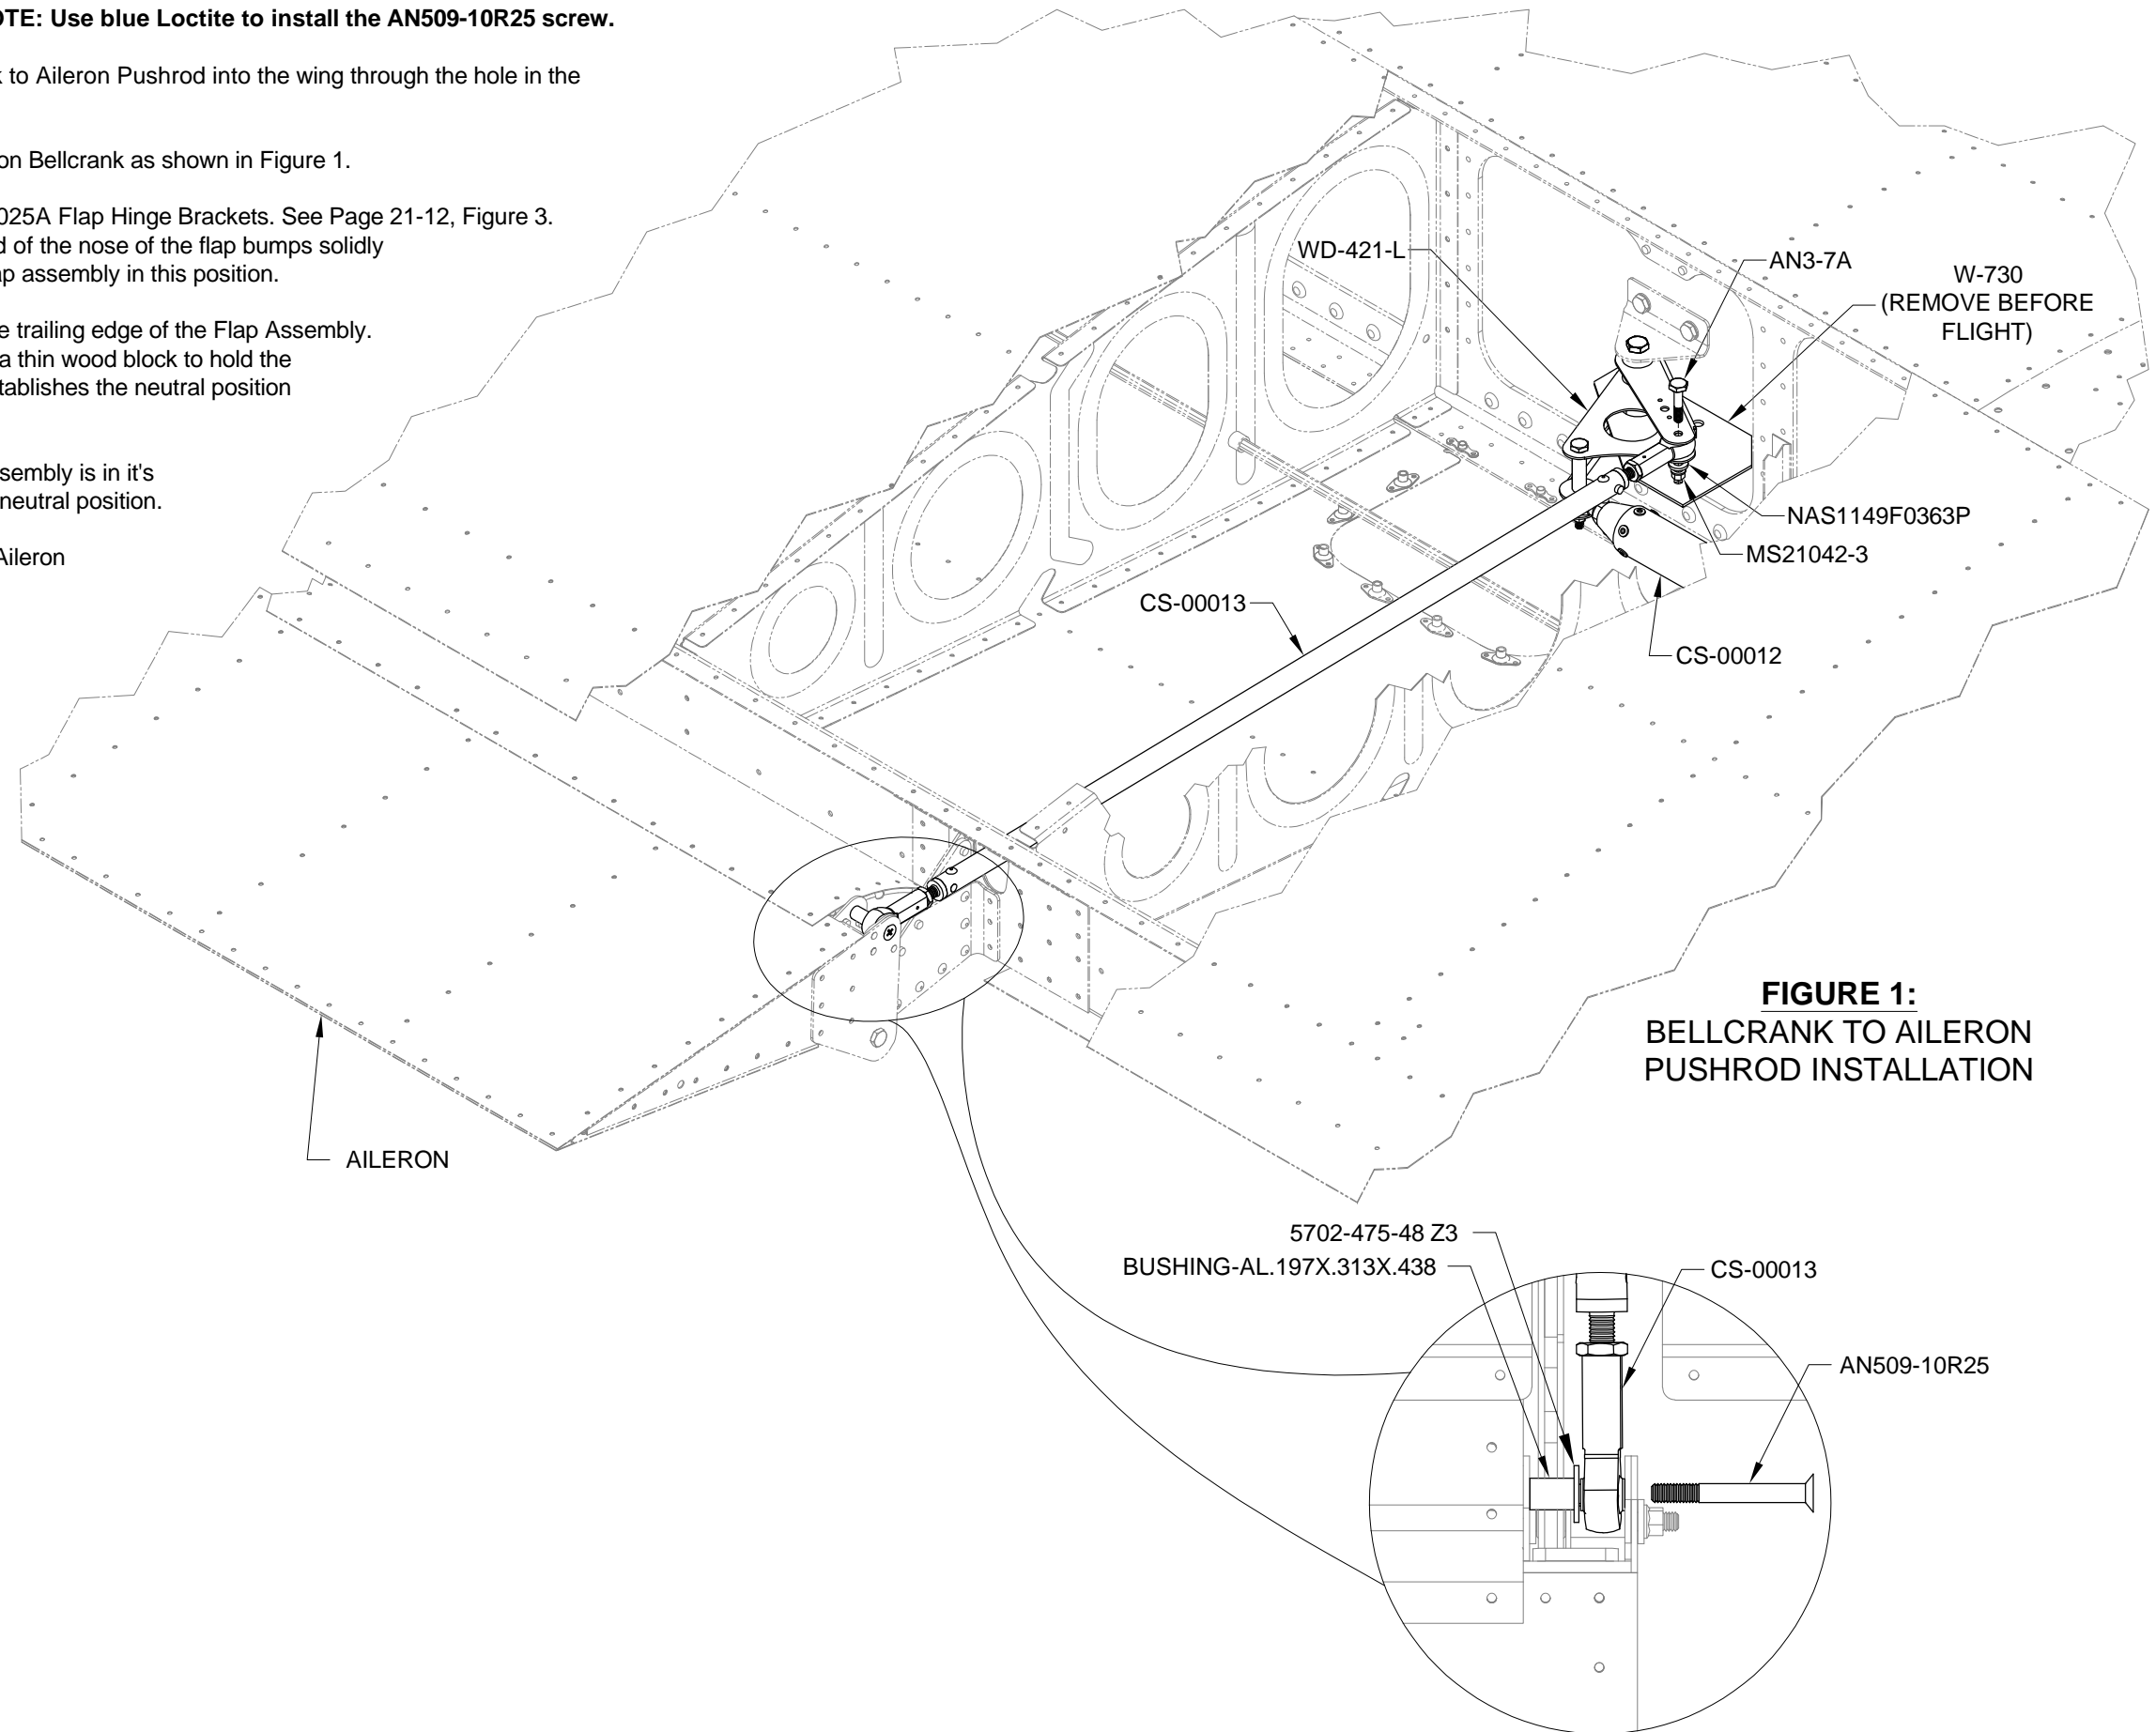 OTE: Use blue Loctite to install the AN509-10R25 screw.
to Aileron Pushrod into the wing through the hole in the
on Bellcrank as shown in Figure 1.
025A Flap Hinge Brackets. See Page 21-12, Figure 3.
d of the nose of the flap bumps solidly
ap assembly in this position.
e trailing edge of the Flap Assembly.
a thin wood block to hold the
tablishes the neutral position
sembly is in it's
neutral position.
Aileron
WD-421-L
AN3-7A
W-730
(REMOVE BEFORE
FLIGHT)
NAS1149F0363P
MS21042-3
CS-00013
CS-00012
FIGURE 1:
BELLCRANK TO AILERON
PUSHROD INSTALLATION
AILERON
5702-475-48 Z3
BUSHING-AL.197X.313X.438
CS-00013
AN509-10R25